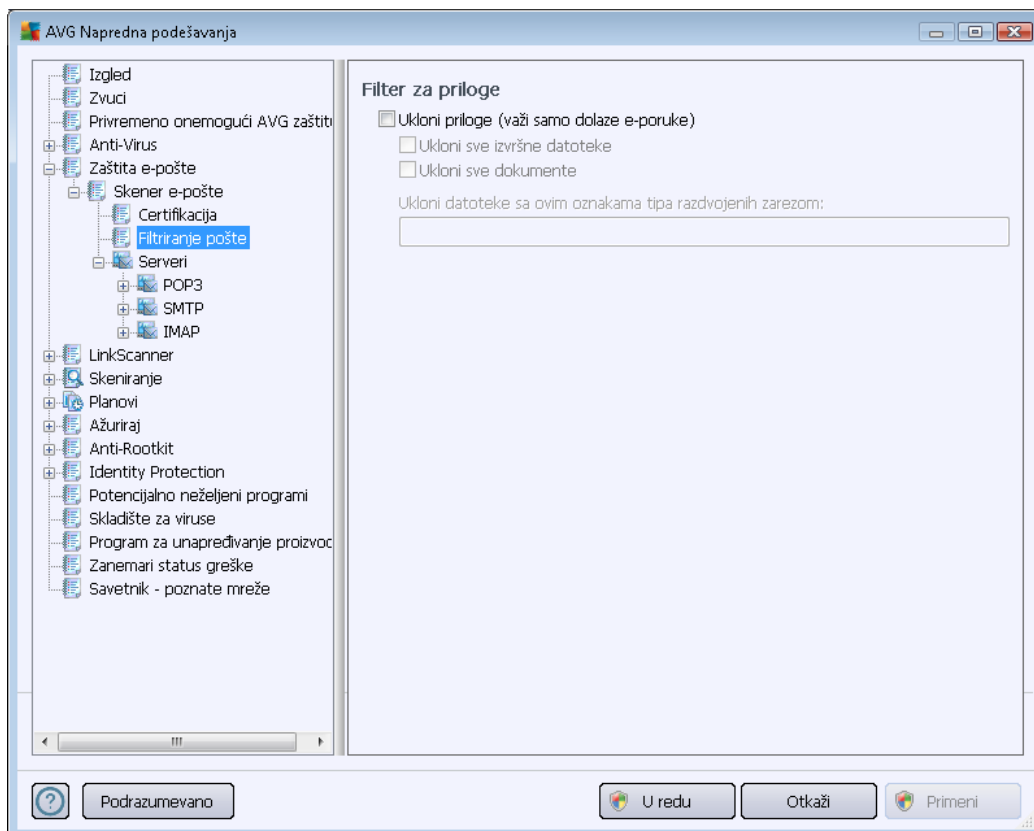 AVG Napredna podešavanja
Izgled
Zvuci
Privremeno onemogući AVG zaštitu
Anti-Virus
Zaštita e-pošte
Skener e-pošte
Certifikacija
Filtriranje pošte
Serveri
POP3
SMTP
IMAP
LinkScanner
Skeniranje
Planovi
Ažuriraj
Anti-Rootkit
Identity Protection
Potencijalno neželjeni programi
Skladište za viruse
Program za unapređivanje proizvod
Zanemari status greške
Savetnik - poznate mreže
Filter za priloge
Ukloni priloge (važi samo dolaze e-poruke)
Ukloni sve izvršne datoteke
Ukloni sve dokumente
Ukloni datoteke sa ovim oznakama tipa razdvojenih zarezom:
Podrazumevano
U redu
Otkaži
Primeni